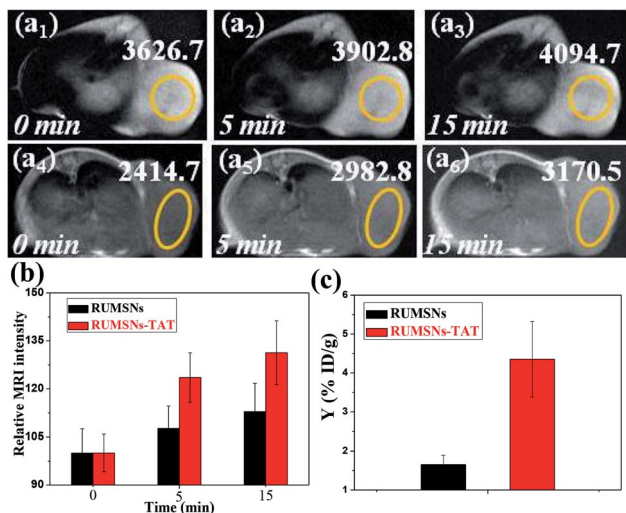 (a1) 3626.7 0 min
(a2) 3902.8 5 min
(a3) 4094.7 15 min
(a4) 2414.7 0 min
(a5) 2982.8 5 min
(a6) 3170.5 15 min
(b)
RUMSNs
RUMSNs-TAT
Relative MRI intensity
150
135
120
105
90
0 5 15
Time (min)
(c)
RUMSNs
RUMSNs-TAT
Y (% ID/g)
6
5
4
3
2
1